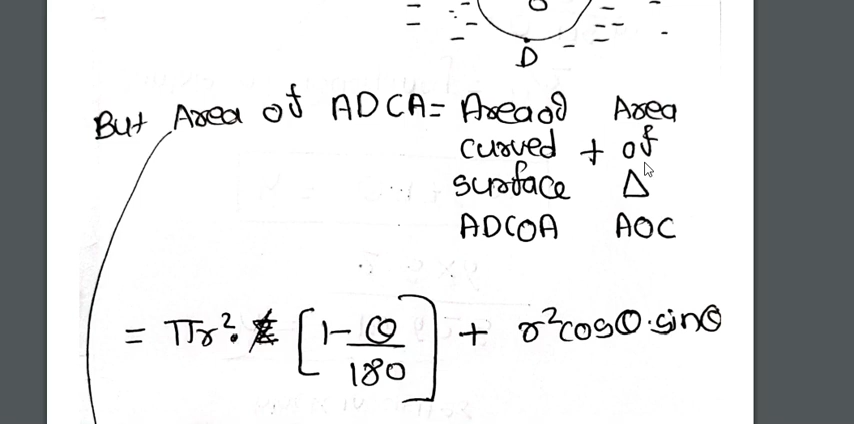 O
D
But Area of ADCA = Area of Area
curved + of
surface Δ
ADCOA AOC
= πr². [1 - θ/180] + r²cosθ.sinθ